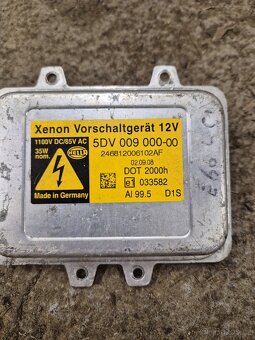 Xenon Vorschaltgerät 12V
1100V DC/85V AC
35W
nom.
HELLA
5DV 009 000-00
246812006102AF
02.09.08
DOT 2000h
1 033582
Made in Germany
Ai 99.5 D1S